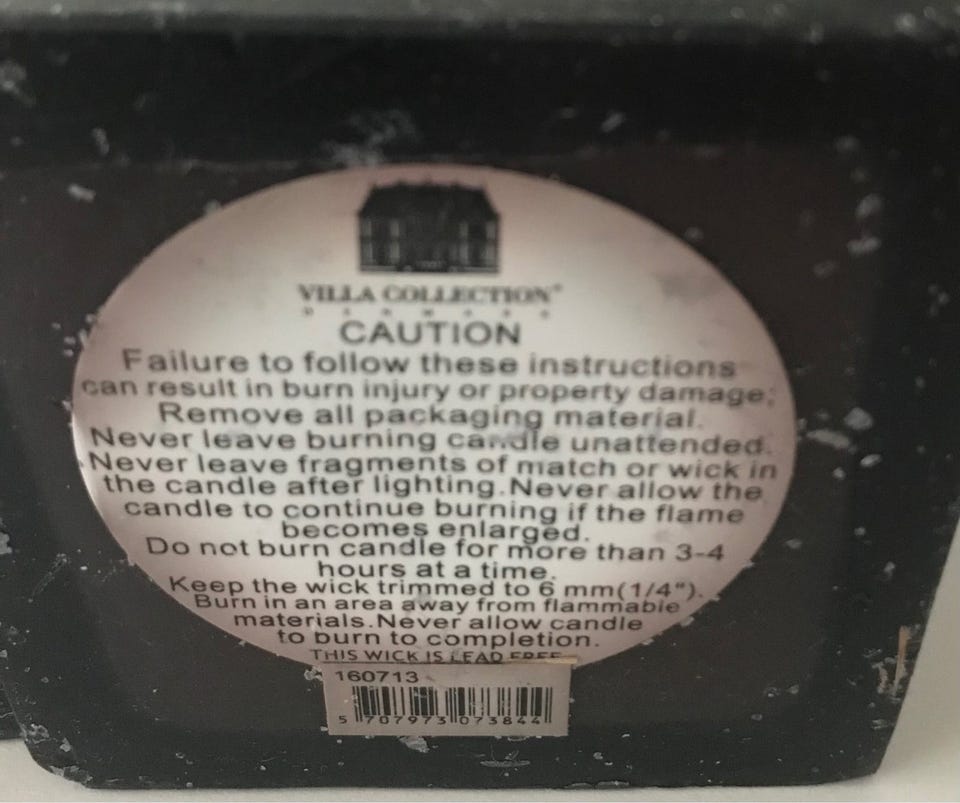 VILLA COLLECTION
DENMARK
CAUTION
Failure to follow these instructions
can result in burn injury or property damage;
Remove all packaging material.
Never leave burning candle unattended.
Never leave fragments of match or wick in
the candle after lighting.Never allow the
candle to continue burning if the flame
becomes enlarged.
Do not burn candle for more than 3-4
hours at a time.
Keep the wick trimmed to 6 mm(1/4").
Burn in an area away from flammable
materials.Never allow candle
to burn to completion.
THIS WICK IS LEAD FREE
160713
5 707973 073844